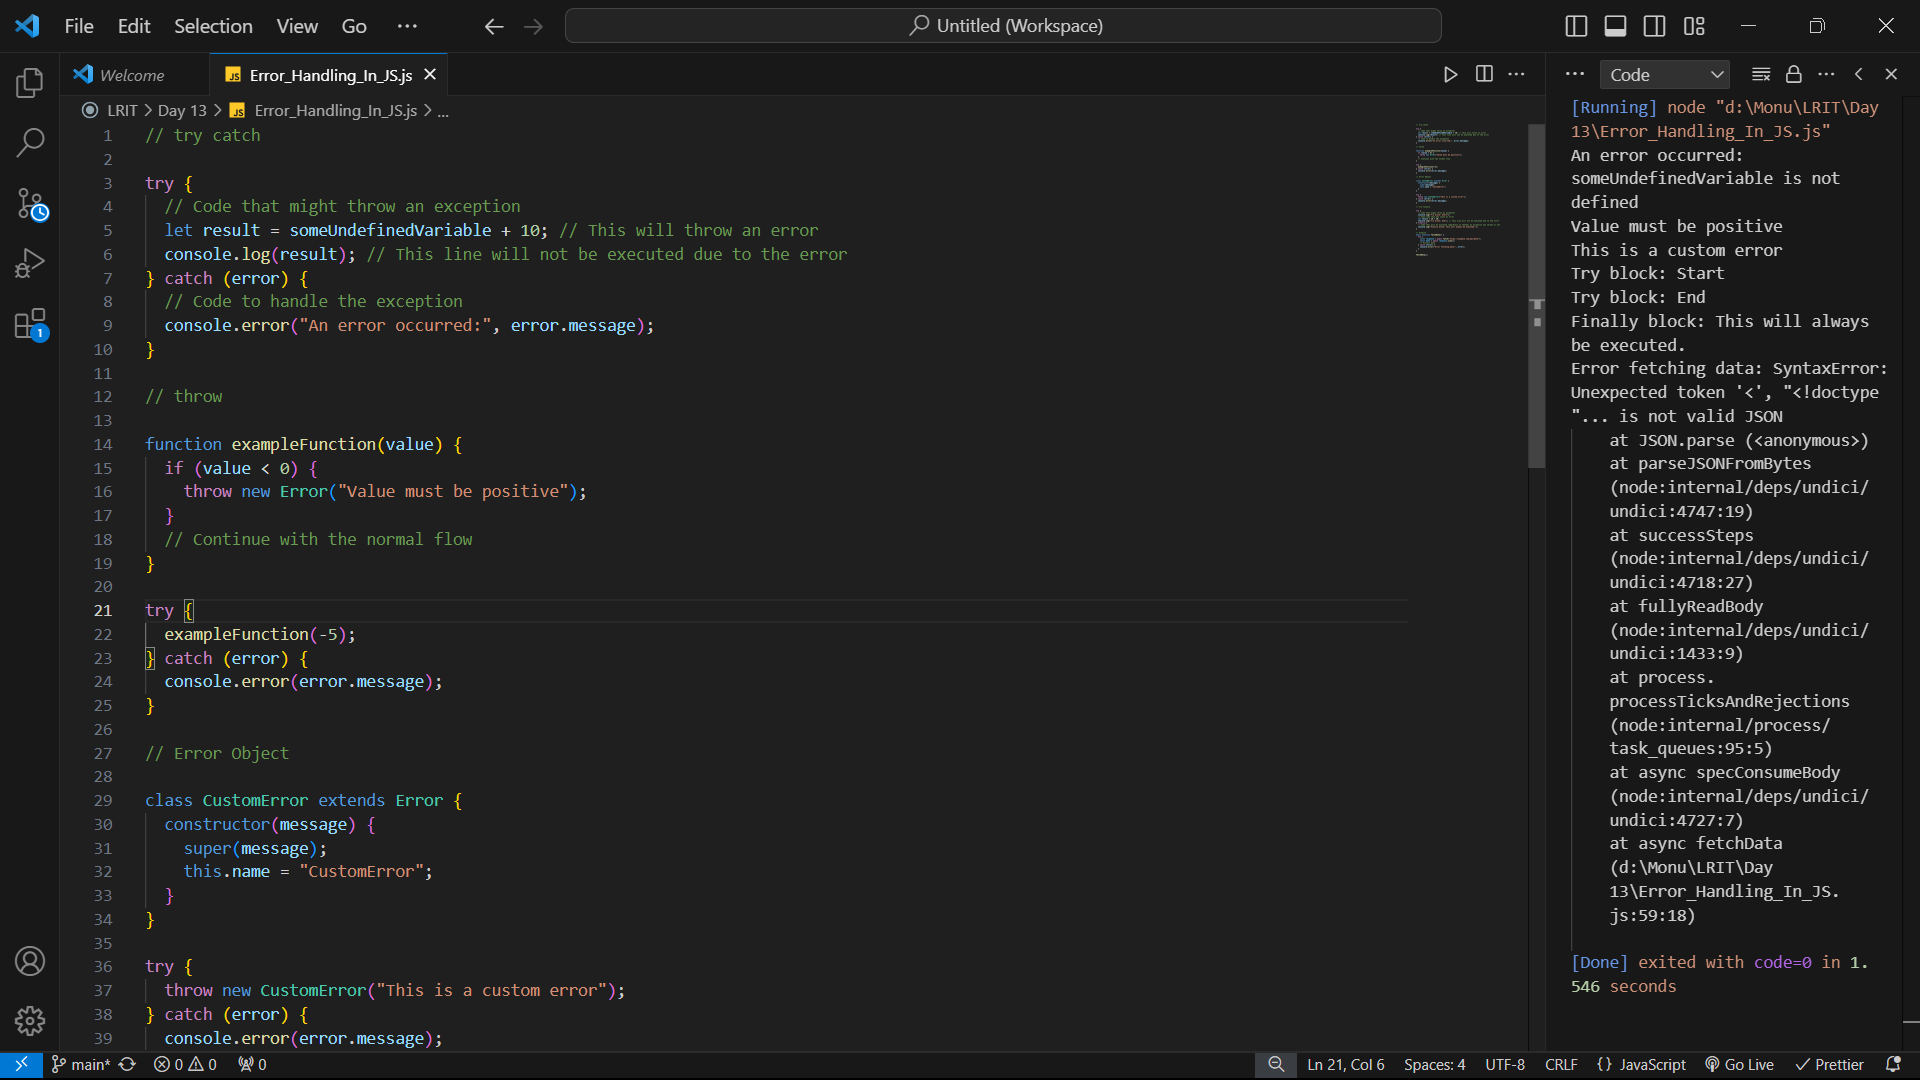 File Edit Selection View Go ··· Untitled (Workspace)
Welcome
JS Error_Handling_In_JS.js
Code
LRIT > Day 13 > JS Error_Handling_In_JS.js > ...
1 // try catch
2
3 try {
4 // Code that might throw an exception
5 let result = someUndefinedVariable + 10; // This will throw an error
6 console.log(result); // This line will not be executed due to the error
7 } catch (error) {
8 // Code to handle the exception
9 console.error("An error occurred:", error.message);
10 }
11
12 // throw
13
14 function exampleFunction(value) {
15 if (value < 0) {
16 throw new Error("Value must be positive");
17 }
18 // Continue with the normal flow
19 }
20
21 try {
22 exampleFunction(-5);
23 } catch (error) {
24 console.error(error.message);
25 }
26
27 // Error Object
28
29 class CustomError extends Error {
30 constructor(message) {
31 super(message);
32 this.name = "CustomError";
33 }
34 }
35
36 try {
37 throw new CustomError("This is a custom error");
38 } catch (error) {
39 console.error(error.message);
[Running] node "d:\Monu\LRIT\Day
13\Error_Handling_In_JS.js"
An error occurred:
someUndefinedVariable is not
defined
Value must be positive
This is a custom error
Try block: Start
Try block: End
Finally block: This will always
be executed.
Error fetching data: SyntaxError:
Unexpected token '<', "<!doctype
"... is not valid JSON
at JSON.parse (<anonymous>)
at parseJSONFromBytes
(node:internal/deps/undici/
undici:4747:19)
at successSteps
(node:internal/deps/undici/
undici:4718:27)
at fullyReadBody
(node:internal/deps/undici/
undici:1433:9)
at process.
processTicksAndRejections
(node:internal/process/
task_queues:95:5)
at async specConsumeBody
(node:internal/deps/undici/
undici:4727:7)
at async fetchData
(d:\Monu\LRIT\Day
13\Error_Handling_In_JS.
js:59:18)
[Done] exited with code=0 in 1.
546 seconds
1
main* 0 0 0 Ln 21, Col 6 Spaces: 4 UTF-8 CRLF {} JavaScript Go Live Prettier